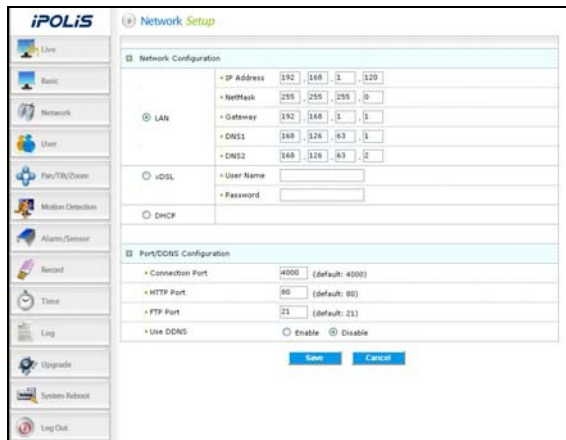 iPOLiS
Network Setup
Live
Basic
Network
User
Pan/Tilt/Zoom
Motion Detection
Alarm/Sensor
Record
Time
Log
Upgrade
System Reboot
Log Out
Network Configuration
LAN
IP Address 192 . 168 . 1 . 120
NetMask 255 . 255 . 255 . 0
Gateway 192 . 168 . 1 . 1
DNS1 168 . 126 . 63 . 1
DNS2 168 . 126 . 63 . 2
xDSL
User Name
Password
DHCP
Port/DDNS Configuration
Connection Port 4000 (default: 4000)
HTTP Port 80 (default: 80)
FTP Port 21 (default: 21)
Use DDNS Enable Disable
Save Cancel